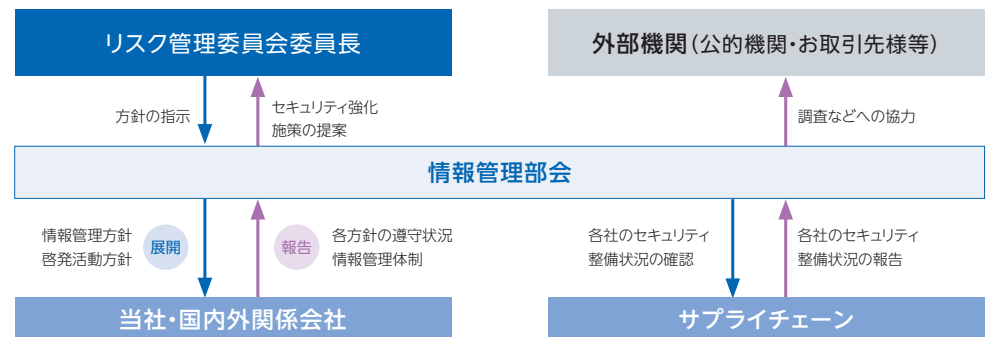 リスク管理委員会委員長
外部機関（公的機関・お取引先様等）
方針の指示
セキュリティ強化
施策の提案
調査などへの協力
情報管理部会
情報管理方針
啓発活動方針
展開
報告
各方針の遵守状況
情報管理体制
各社のセキュリティ
整備状況の確認
各社のセキュリティ
整備状況の報告
当社・国内外関係会社
サプライチェーン